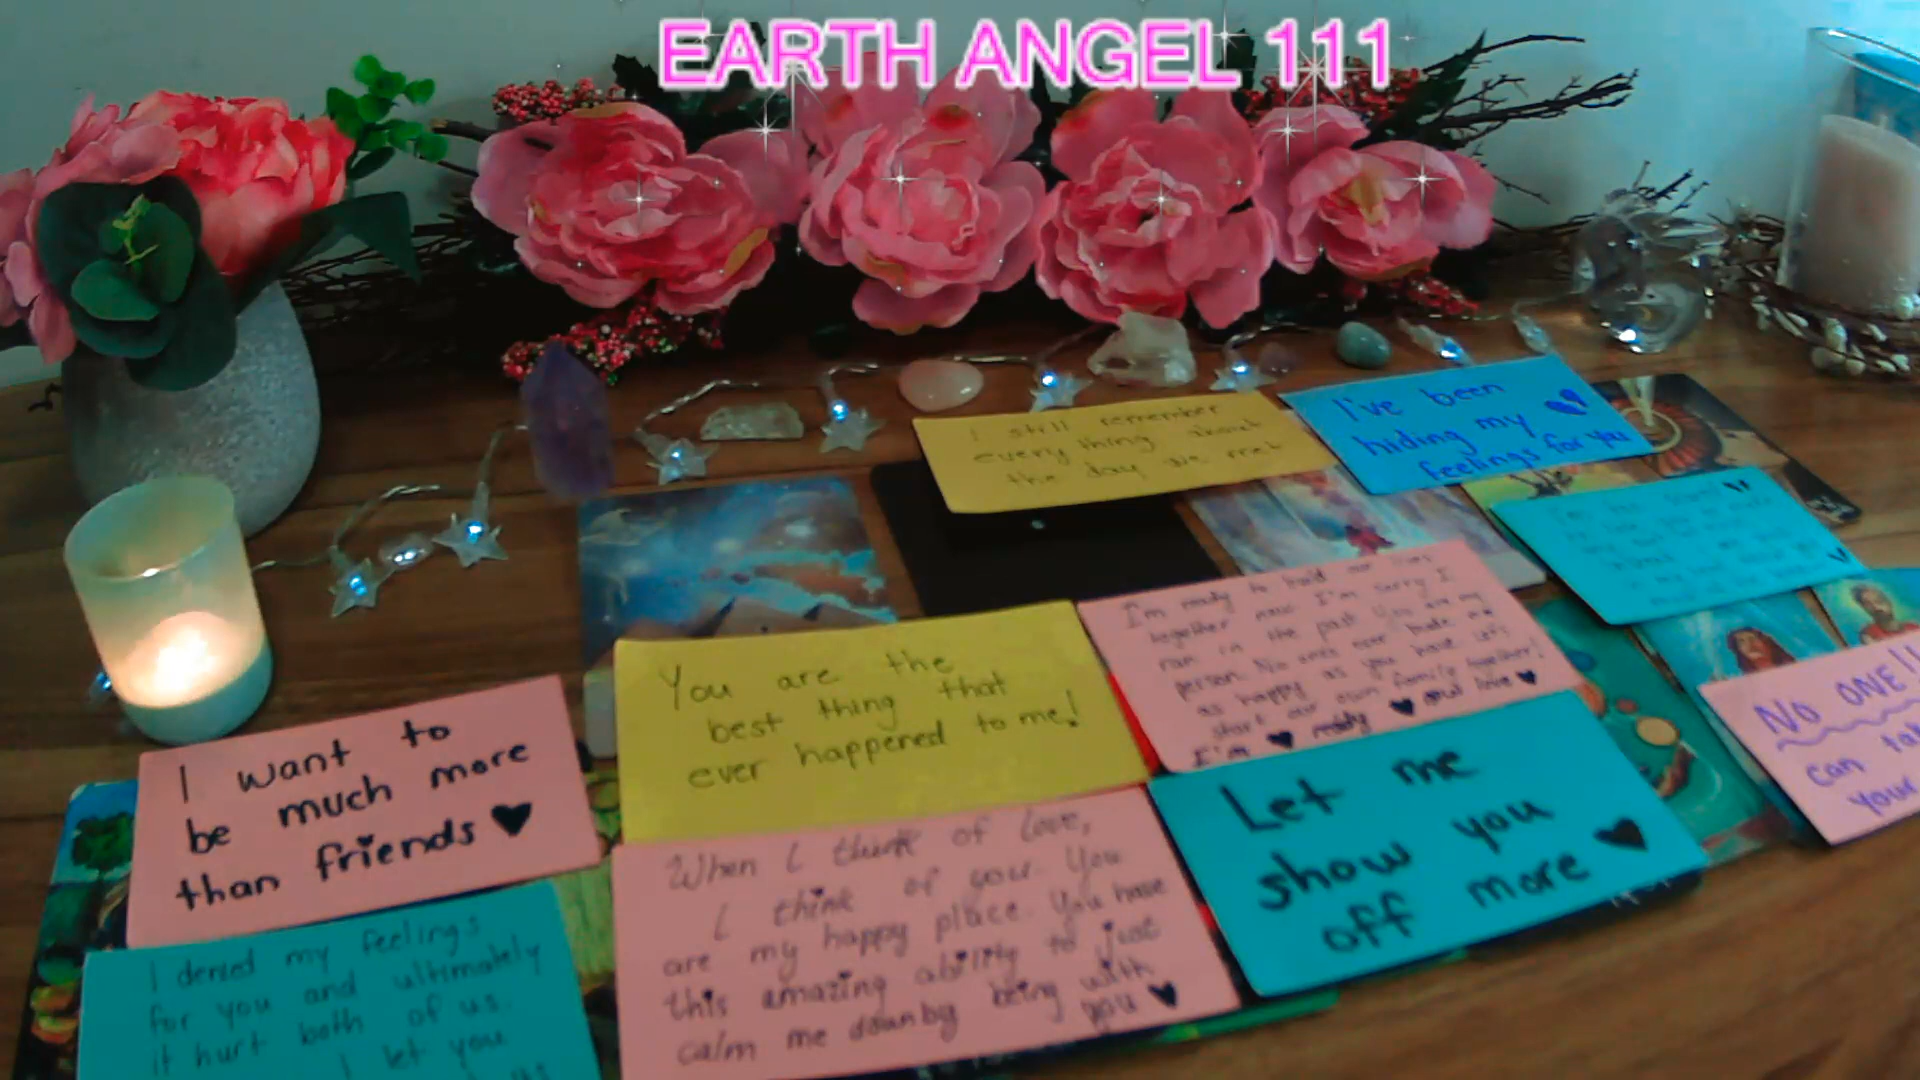 EARTH ANGEL 111
I still remember
everything about
the day we met
I've been
hiding my
feelings for you
I'm ready to build our lives
together now. I'm sorry I
ran in the past. You are my
person. No ones ever made me
as happy as you have. Let's
start our own family together!
I'm ready our love
You are the
best thing that
ever happened to me!
NO ONE!!
can
your
I want to
be much more
than friends
Let me
show you
off more
When I think of love,
I think of you. You
are my happy place. You have
this amazing ability to just
calm me down by being with
you
I denied my feelings
for you and ultimately
it hurt both of us.
I let you